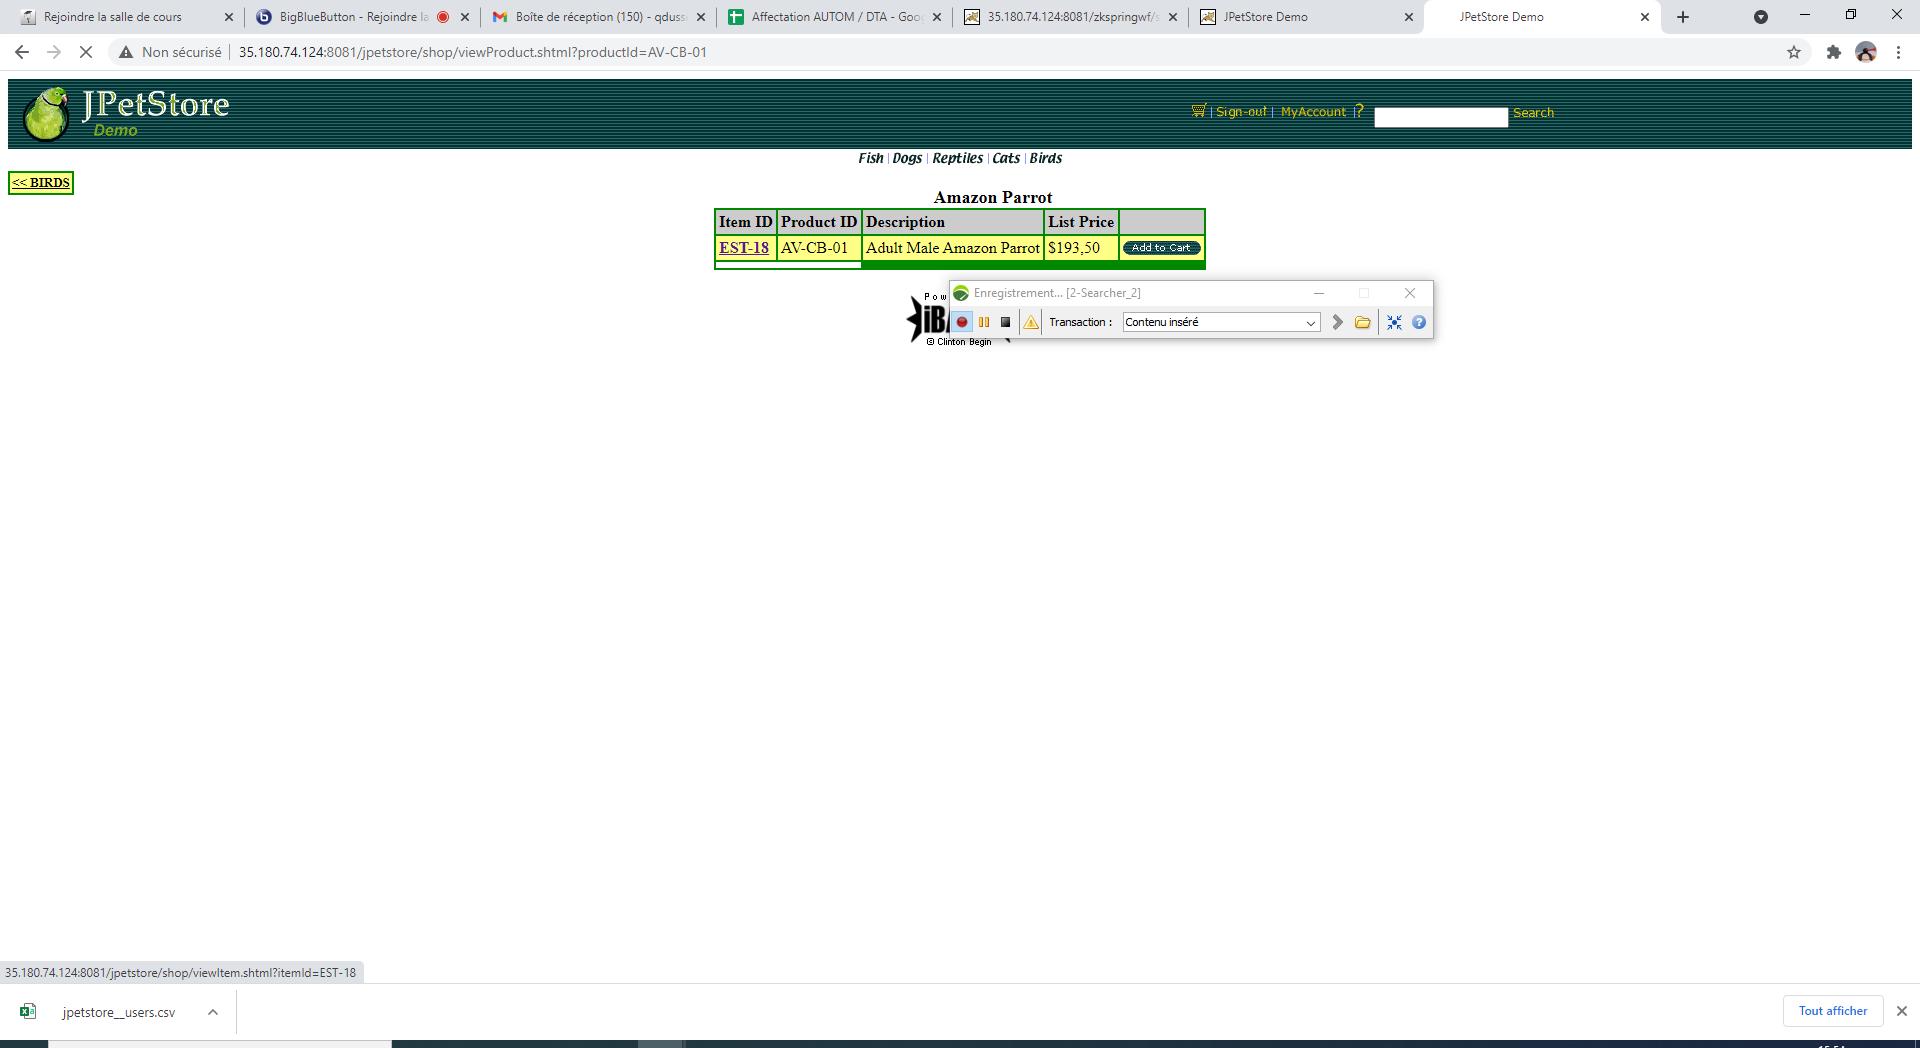 Rejoindre la salle de cours
BigBlueButton - Rejoindre la
Boîte de réception (150) - qduss
Affectation AUTOM / DTA - Goo
35.180.74.124:8081/zkspringwf/s
JPetStore Demo
JPetStore Demo
Non sécurisé
35.180.74.124:8081/jpetstore/shop/viewProduct.shtml?productId=AV-CB-01
JPetStore
Demo
| Sign-out | MyAccount | ?
Search
Fish | Dogs | Reptiles | Cats | Birds
<< BIRDS
Amazon Parrot
Item ID Product ID Description List Price
EST-18 AV-CB-01 Adult Male Amazon Parrot $193,50 Add to Cart
Enregistrement... [2-Searcher_2]
Pow
iBA
Transaction : Contenu inséré
© Clinton Begin
35.180.74.124:8081/jpetstore/shop/viewItem.shtml?itemId=EST-18
jpetstore__users.csv
Tout afficher